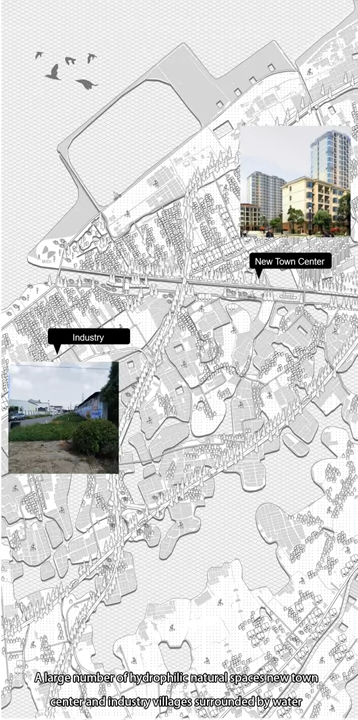 New Town Center
Industry
A large number of hydrophilic natural spaces new town
center and industry villages surrounded by water